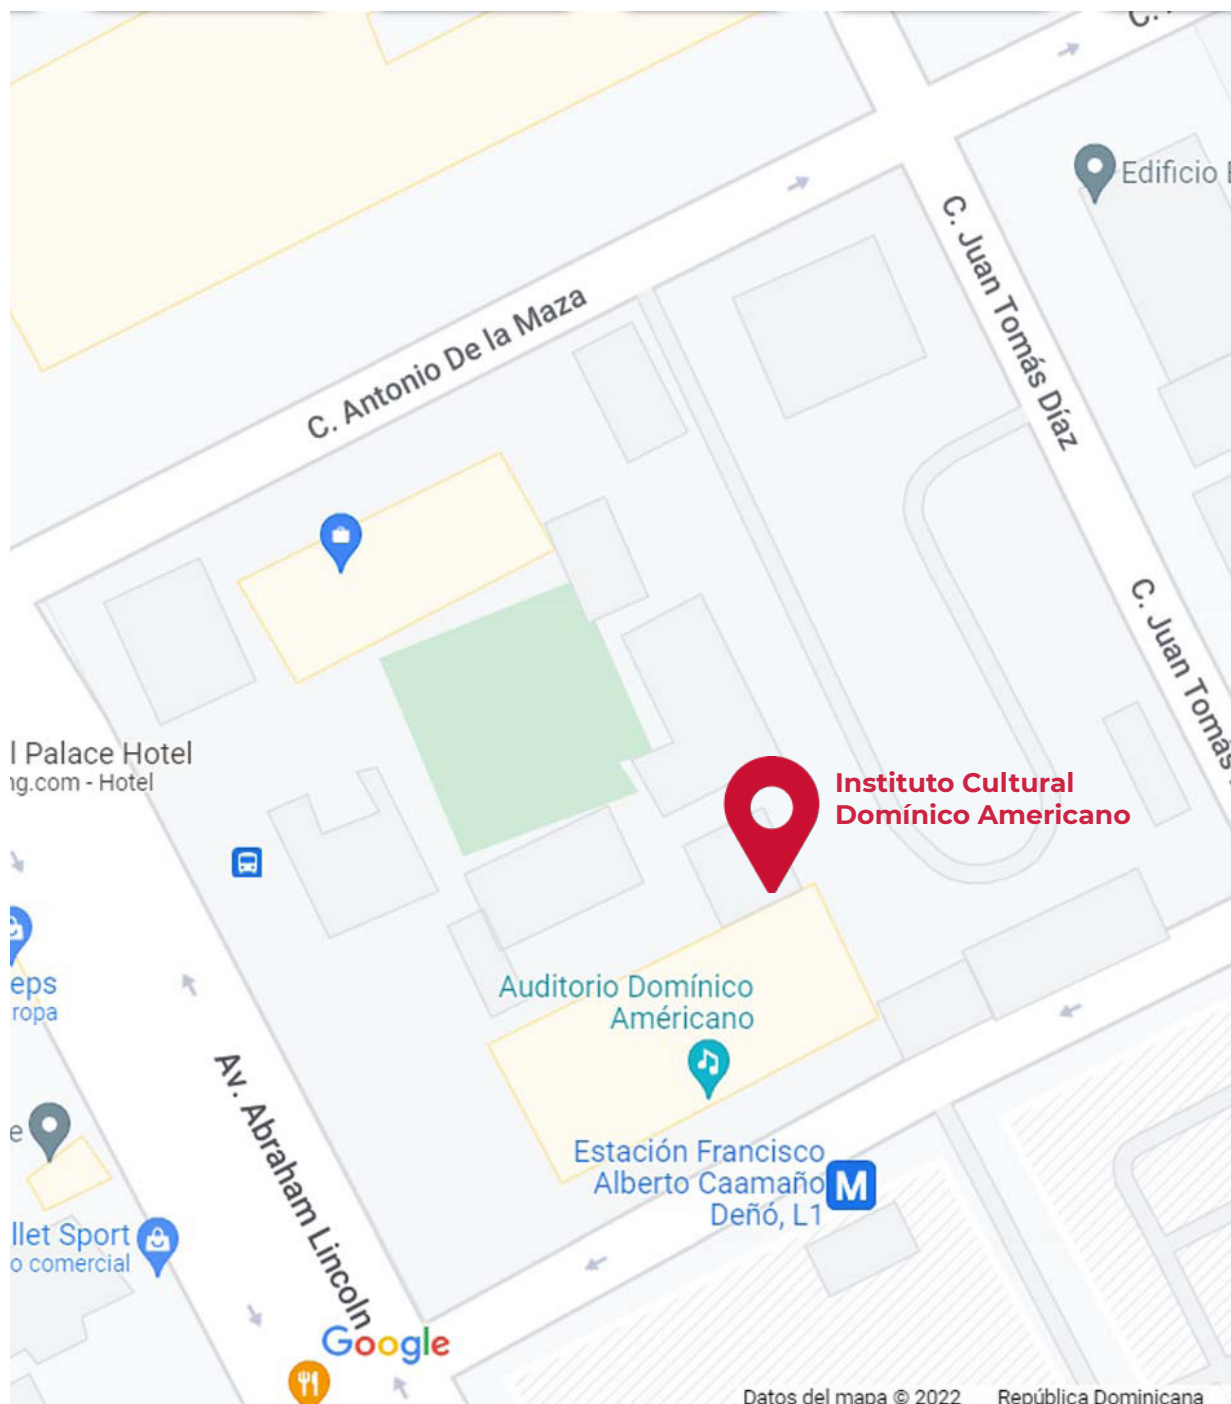 C.
Edificio
C. Juan Tomás Díaz
C. Antonio De la Maza
C. Juan Tomás
l Palace Hotel
ng.com - Hotel
Instituto Cultural
Domínico Americano
eps
ropa
Auditorio Domínico
Américano
Av. Abraham Lincoln
e
Estación Francisco
Alberto Caamaño
Deñó, L1
M
llet Sport
o comercial
Google
Datos del mapa © 2022 República Dominicana